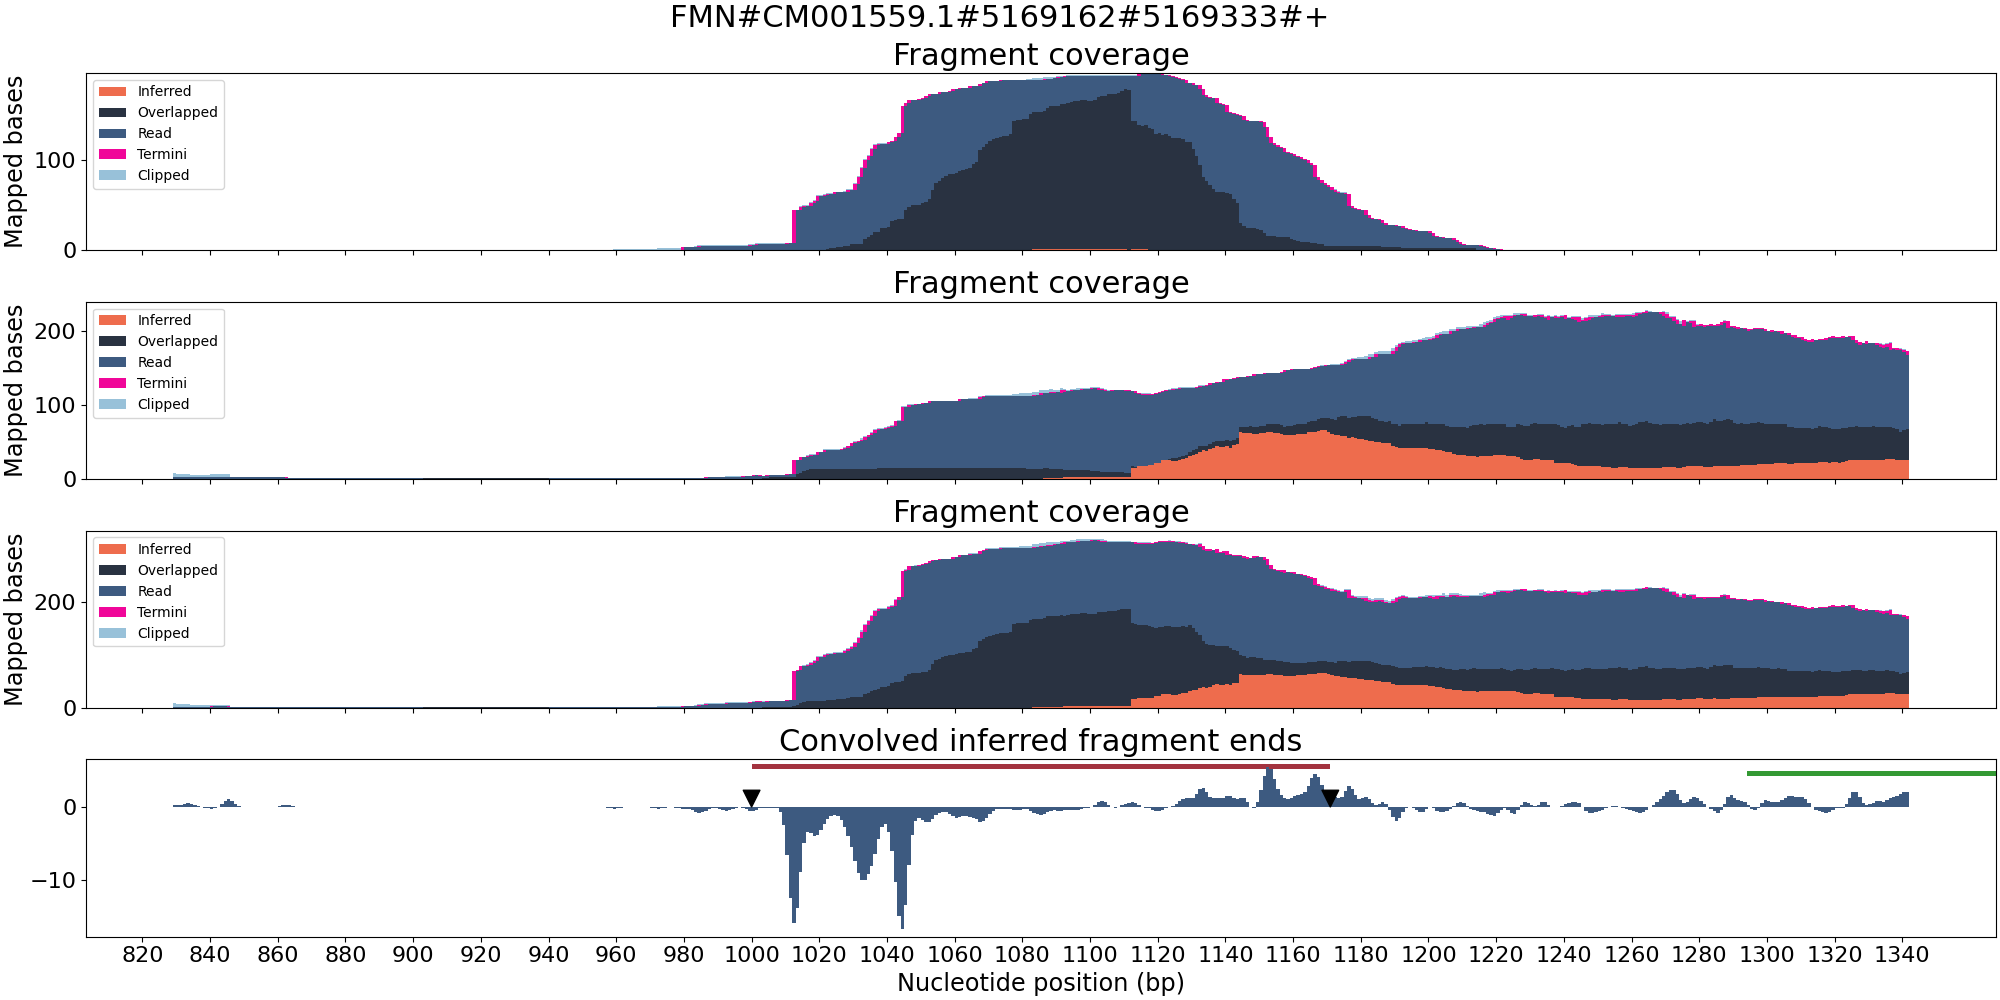 FMN#CM001559.1#5169162#5169333#+
Fragment coverage
Mapped bases
100
0
Inferred
Overlapped
Read
Termini
Clipped
Fragment coverage
Mapped bases
200
100
0
Inferred
Overlapped
Read
Termini
Clipped
Fragment coverage
Mapped bases
200
0
Inferred
Overlapped
Read
Termini
Clipped
Convolved inferred fragment ends
0
−10
820 840 860 880 900 920 940 960 980 1000 1020 1040 1060 1080 1100 1120 1140 1160 1180 1200 1220 1240 1260 1280 1300 1320 1340
Nucleotide position (bp)